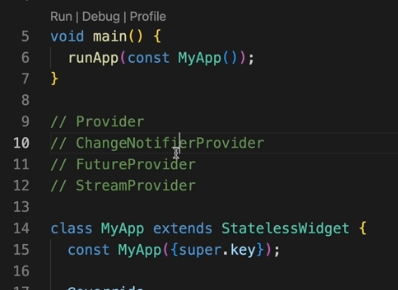 Run | Debug | Profile
5 void main() {
6 runApp(const MyApp());
7 }
8
9 // Provider
10 // ChangeNotifierProvider
11 // FutureProvider
12 // StreamProvider
13
14 class MyApp extends StatelessWidget {
15 const MyApp({super.key});
16